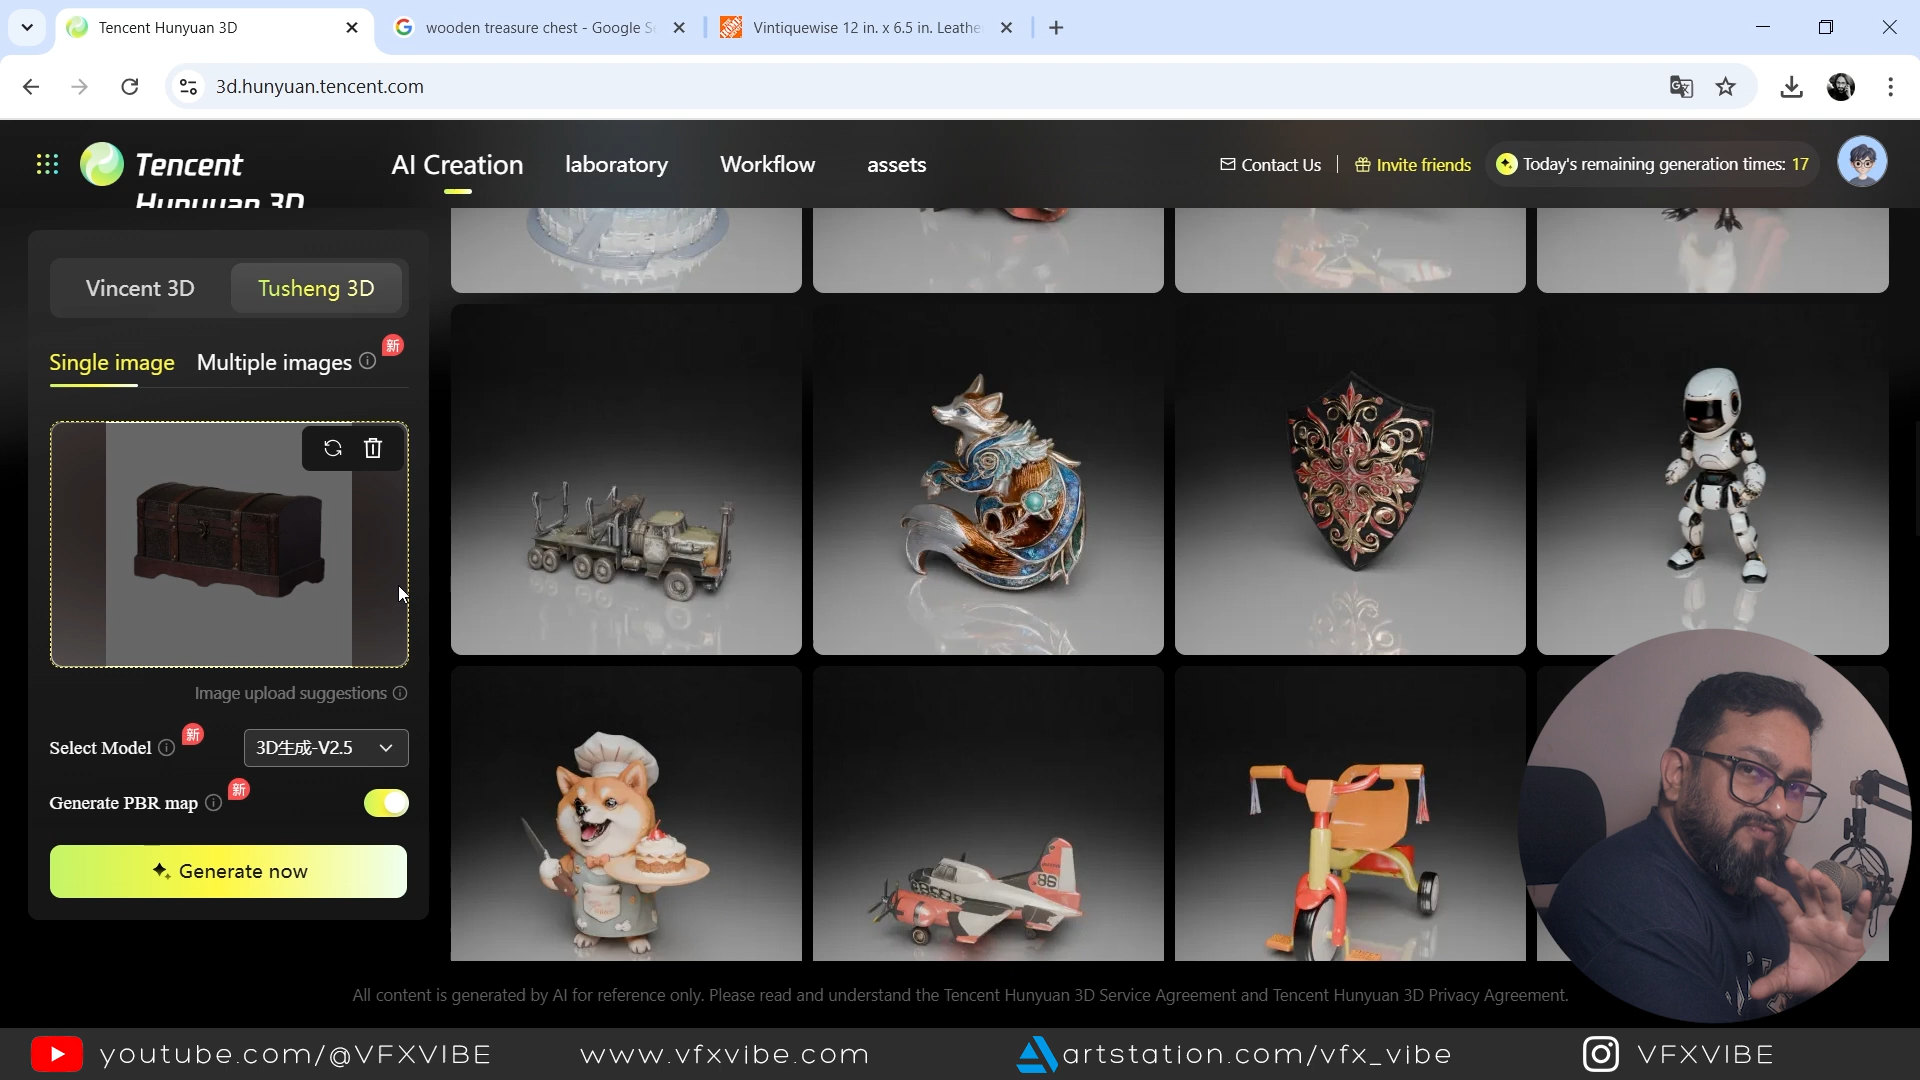 Tencent Hunyuan 3D
wooden treasure chest - Google Se
Vintiquewise 12 in. x 6.5 in. Leathe
3d.hunyuan.tencent.com
Tencent
Hunyuan 3D
AI Creation
laboratory
Workflow
assets
Contact Us
Invite friends
Today's remaining generation times: 17
Vincent 3D
Tusheng 3D
Single image
Multiple images
新
Image upload suggestions
Select Model
新
3D生成-V2.5
Generate PBR map
新
Generate now
86
All content is generated by AI for reference only. Please read and understand the Tencent Hunyuan 3D Service Agreement and Tencent Hunyuan 3D Privacy Agreement.
youtube.com/@VFXVIBE
www.vfxvibe.com
artstation.com/vfx_vibe
VFXVIBE